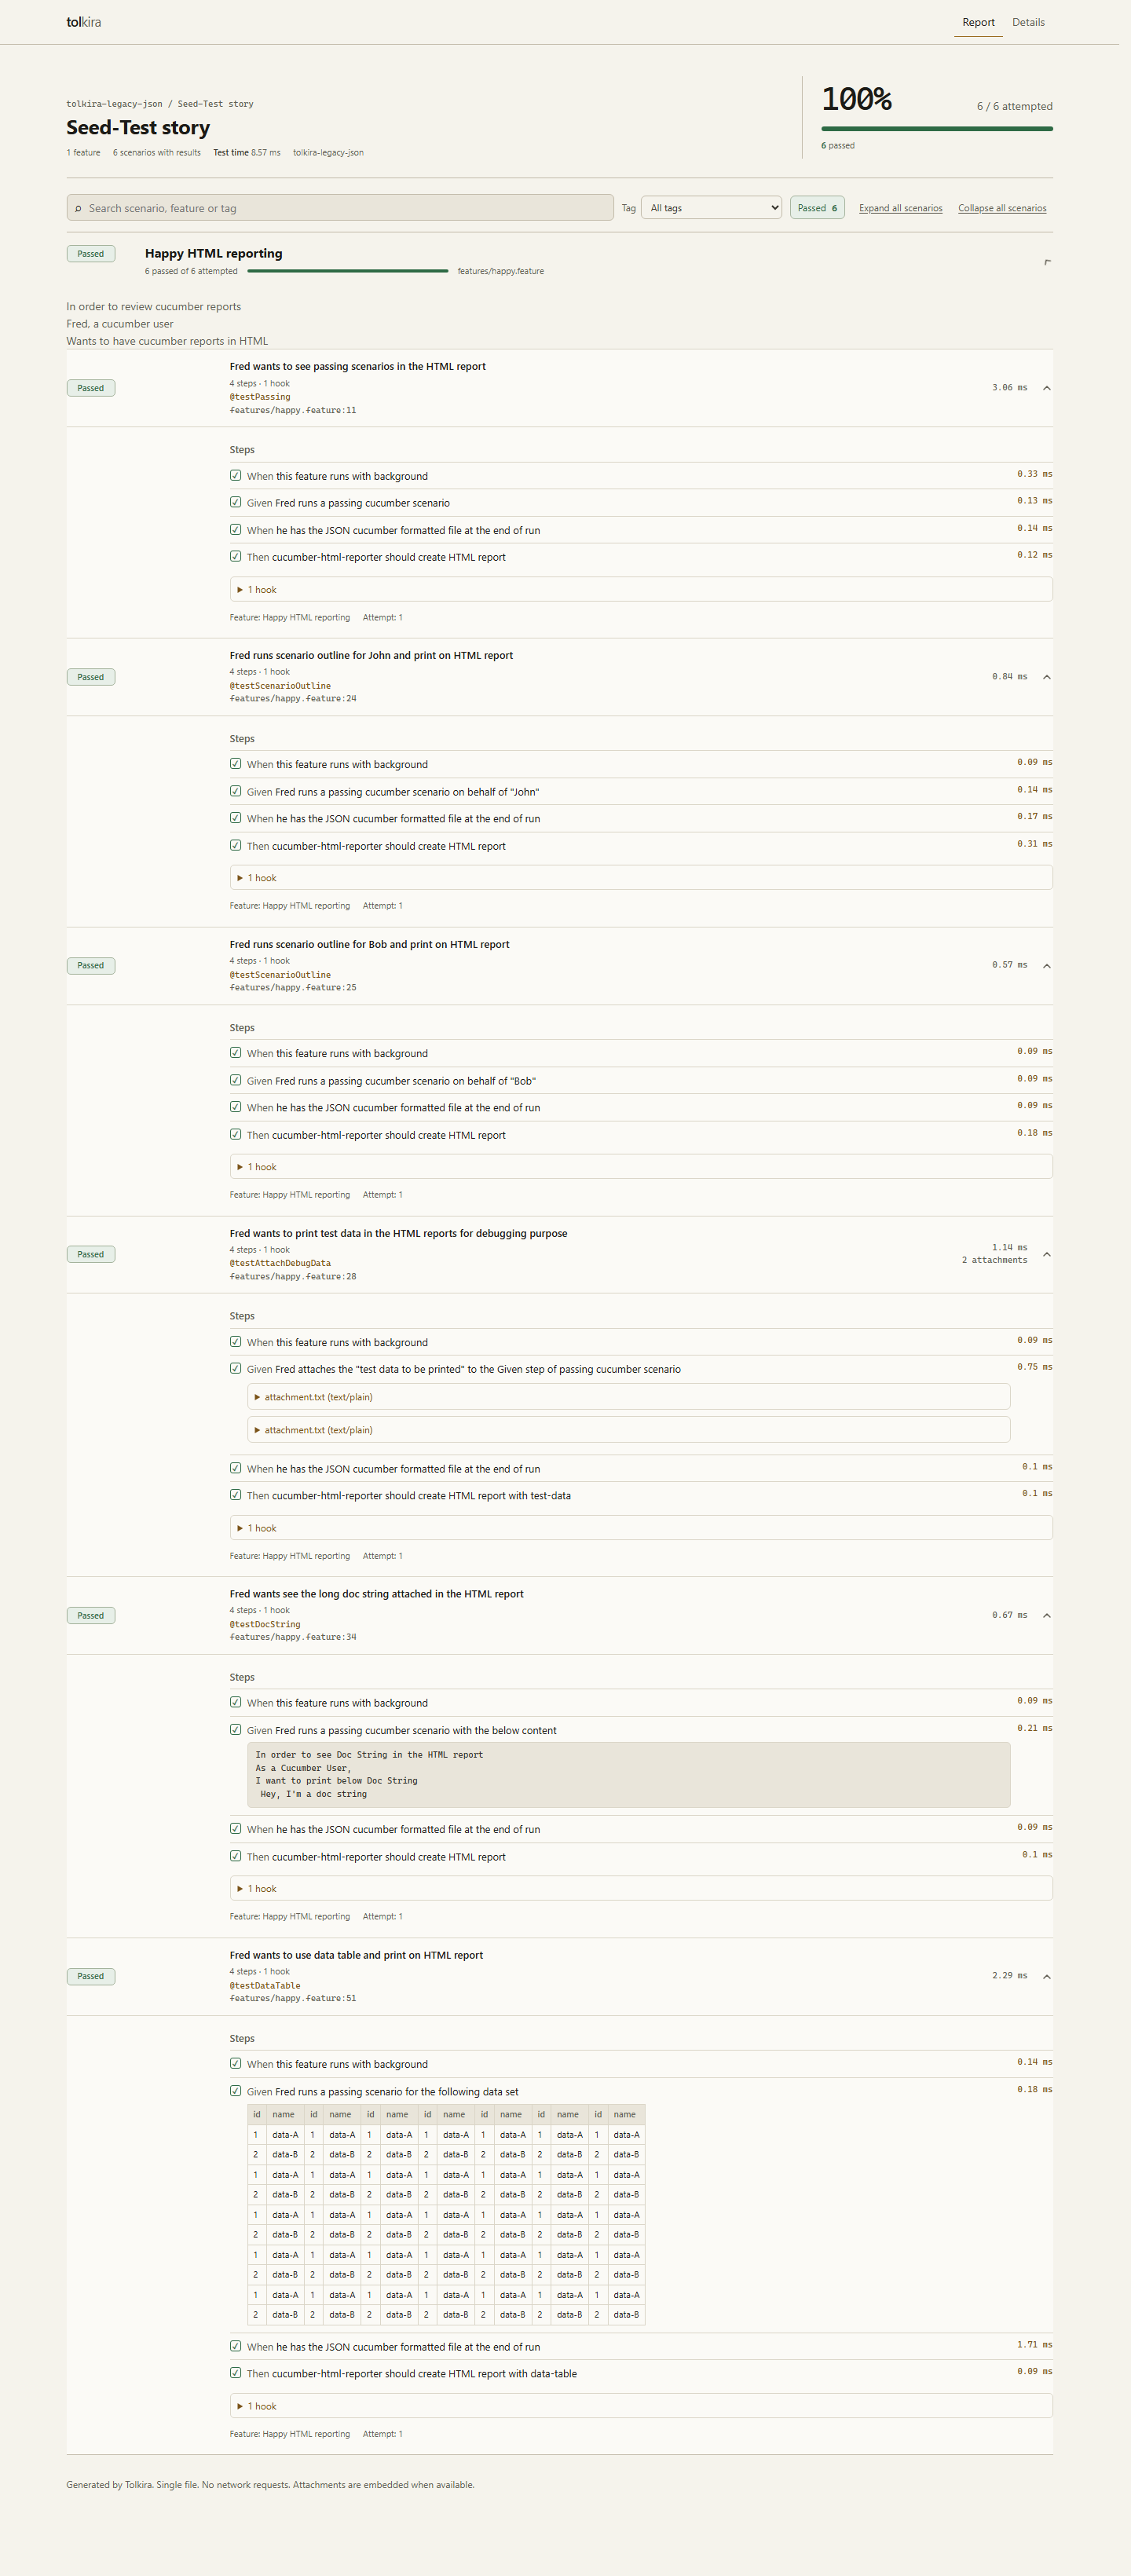 tolkira
Report Details
tolkira-legacy-json / Seed-Test story
Seed-Test story
1 feature 6 scenarios with results Test time 8.57 ms tolkira-legacy-json
100% 6 / 6 attempted
6 passed
Search scenario, feature or tag Tag All tags Passed 6 Expand all scenarios Collapse all scenarios
Passed Happy HTML reporting
6 passed of 6 attempted features/happy.feature
In order to review cucumber reports
Fred, a cucumber user
Wants to have cucumber reports in HTML
Fred wants to see passing scenarios in the HTML report
4 steps · 1 hook
Passed 3.06 ms
@testPassing
features/happy.feature:11
Steps
When this feature runs with background 0.33 ms
Given Fred runs a passing cucumber scenario 0.13 ms
When he has the JSON cucumber formatted file at the end of run 0.14 ms
Then cucumber-html-reporter should create HTML report 0.12 ms
1 hook
Feature: Happy HTML reporting Attempt: 1
Fred runs scenario outline for John and print on HTML report
4 steps · 1 hook
Passed 0.84 ms
@testScenarioOutline
features/happy.feature:24
Steps
When this feature runs with background 0.09 ms
Given Fred runs a passing cucumber scenario on behalf of "John" 0.14 ms
When he has the JSON cucumber formatted file at the end of run 0.17 ms
Then cucumber-html-reporter should create HTML report 0.31 ms
1 hook
Feature: Happy HTML reporting Attempt: 1
Fred runs scenario outline for Bob and print on HTML report
4 steps · 1 hook
Passed 0.57 ms
@testScenarioOutline
features/happy.feature:25
Steps
When this feature runs with background 0.09 ms
Given Fred runs a passing cucumber scenario on behalf of "Bob" 0.09 ms
When he has the JSON cucumber formatted file at the end of run 0.09 ms
Then cucumber-html-reporter should create HTML report 0.18 ms
1 hook
Feature: Happy HTML reporting Attempt: 1
Fred wants to print test data in the HTML reports for debugging purpose
4 steps · 1 hook 1.14 ms
Passed 2 attachments
@testAttachDebugData
features/happy.feature:28
Steps
When this feature runs with background 0.09 ms
Given Fred attaches the "test data to be printed" to the Given step of passing cucumber scenario 0.75 ms
attachment.txt (text/plain)
attachment.txt (text/plain)
When he has the JSON cucumber formatted file at the end of run 0.1 ms
Then cucumber-html-reporter should create HTML report with test-data 0.1 ms
1 hook
Feature: Happy HTML reporting Attempt: 1
Fred wants see the long doc string attached in the HTML report
4 steps · 1 hook
Passed 0.67 ms
@testDocString
features/happy.feature:34
Steps
When this feature runs with background 0.09 ms
Given Fred runs a passing cucumber scenario with the below content 0.21 ms
In order to see Doc String in the HTML report
As a Cucumber User,
I want to print below Doc String
Hey, I'm a doc string
When he has the JSON cucumber formatted file at the end of run 0.09 ms
Then cucumber-html-reporter should create HTML report 0.1 ms
1 hook
Feature: Happy HTML reporting Attempt: 1
Fred wants to use data table and print on HTML report
4 steps · 1 hook
Passed 2.29 ms
@testDataTable
features/happy.feature:51
Steps
When this feature runs with background 0.14 ms
Given Fred runs a passing scenario for the following data set 0.18 ms
id name id name id name id name id name id name id name
1 data-A 1 data-A 1 data-A 1 data-A 1 data-A 1 data-A 1 data-A
2 data-B 2 data-B 2 data-B 2 data-B 2 data-B 2 data-B 2 data-B
1 data-A 1 data-A 1 data-A 1 data-A 1 data-A 1 data-A 1 data-A
2 data-B 2 data-B 2 data-B 2 data-B 2 data-B 2 data-B 2 data-B
1 data-A 1 data-A 1 data-A 1 data-A 1 data-A 1 data-A 1 data-A
2 data-B 2 data-B 2 data-B 2 data-B 2 data-B 2 data-B 2 data-B
1 data-A 1 data-A 1 data-A 1 data-A 1 data-A 1 data-A 1 data-A
2 data-B 2 data-B 2 data-B 2 data-B 2 data-B 2 data-B 2 data-B
1 data-A 1 data-A 1 data-A 1 data-A 1 data-A 1 data-A 1 data-A
2 data-B 2 data-B 2 data-B 2 data-B 2 data-B 2 data-B 2 data-B
When he has the JSON cucumber formatted file at the end of run 1.71 ms
Then cucumber-html-reporter should create HTML report with data-table 0.09 ms
1 hook
Feature: Happy HTML reporting Attempt: 1
Generated by Tolkira. Single file. No network requests. Attachments are embedded when available.